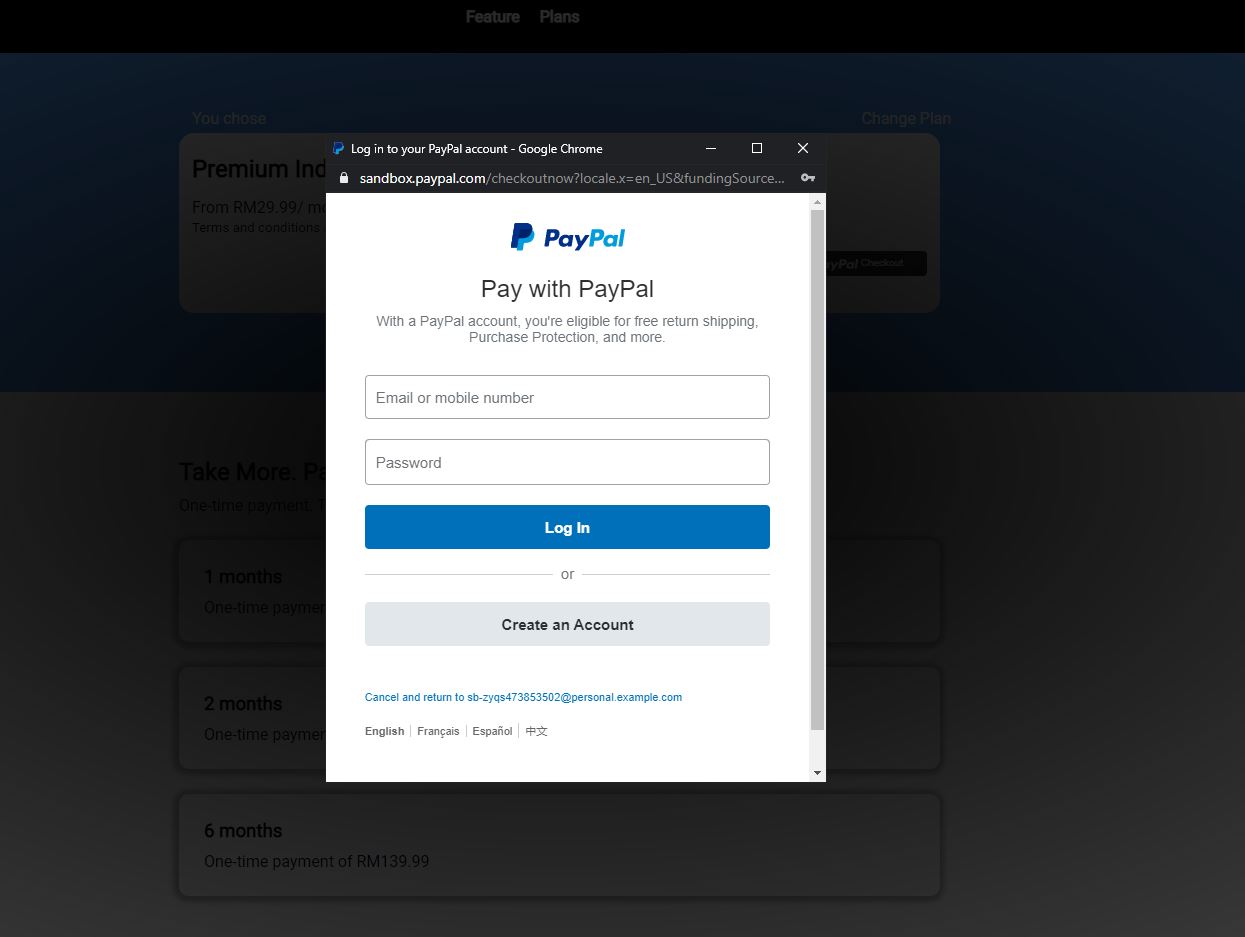 Feature Plans
You chose
Change Plan
Log in to your PayPal account - Google Chrome
Premium Ind
sandbox.paypal.com/checkoutnow?locale.x=en_US&fundingSource...
From RM29.99/ mo
Terms and conditions
PayPal
ayPal Checkout
Pay with PayPal
With a PayPal account, you're eligible for free return shipping,
Purchase Protection, and more.
Email or mobile number
Password
Take More. Pa
One-time payment. T
Log In
or
1 months
One-time paymen
Create an Account
Cancel and return to sb-zyqs473853502@personal.example.com
2 months
One-time paymen
English Français Español 中文
6 months
One-time payment of RM139.99